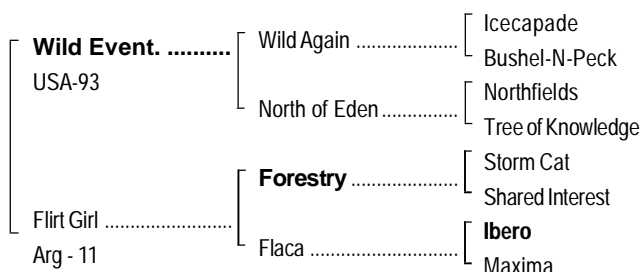 Wild Event. ..........
USA-93
Wild Again ...................
Icecapade
Bushel-N-Peck
North of Eden..............
Northfields
Tree of Knowledge
Flirt Girl .........................
Arg - 11
Forestry ....................
Storm Cat
Shared Interest
Flaca ............................
Ibero
Maxima